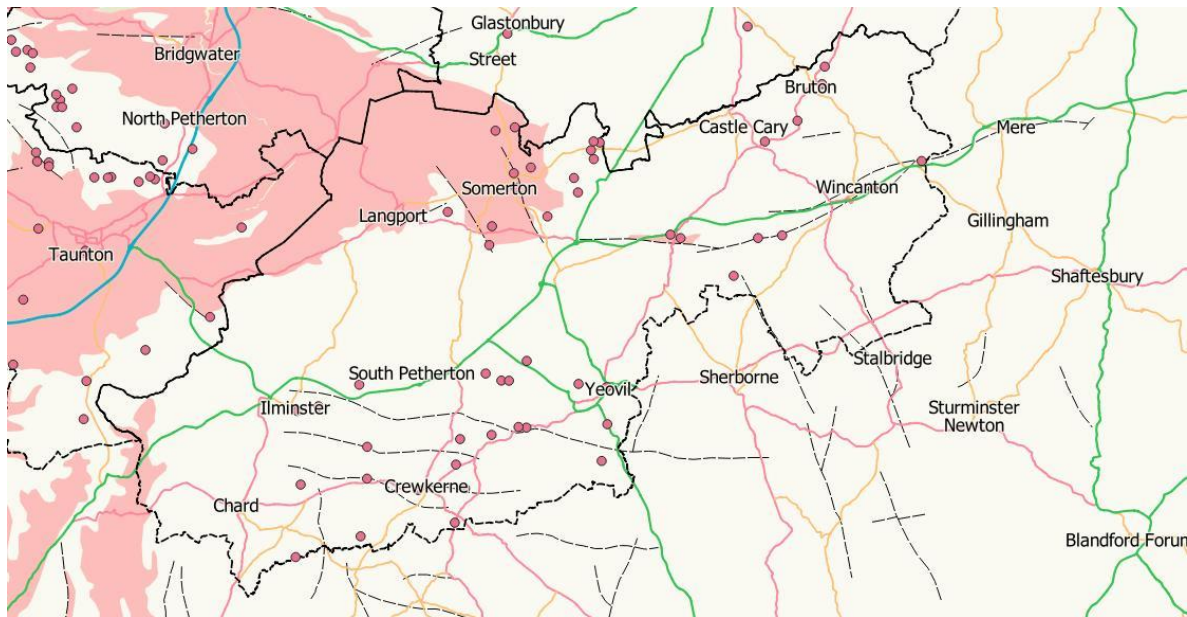 Glastonbury
Bridgwater
Street
Bruton
North Petherton
Castle Cary
Mere
Somerton
Wincanton
Langport
Gillingham
Taunton
Shaftesbury
Stalbridge
South Petherton
Sherborne
Yeovil
Ilminster
Sturminster
Newton
Crewkerne
Chard
Blandford Forum